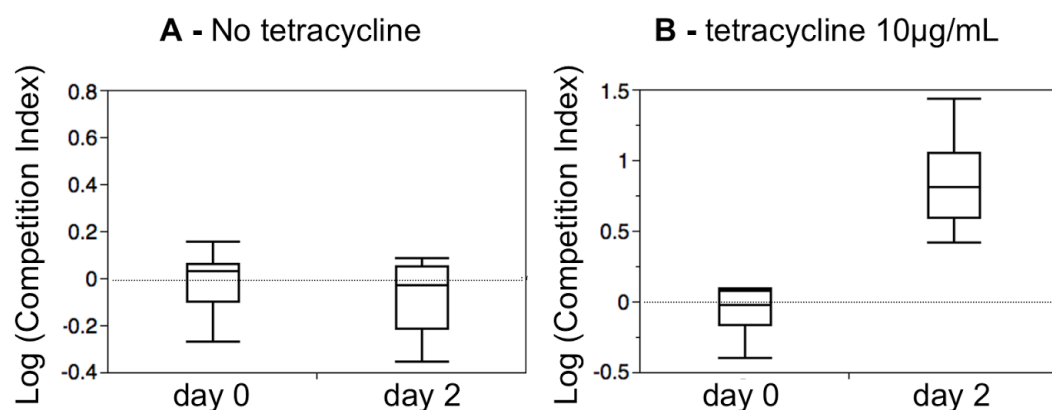 A - No tetracycline
Log (Competition Index)
0.8
0.6
0.4
0.2
0
-0.2
-0.4
day 0
day 2
B - tetracycline 10µg/mL
Log (Competition Index)
1.5
1
0.5
0
-0.5
day 0
day 2